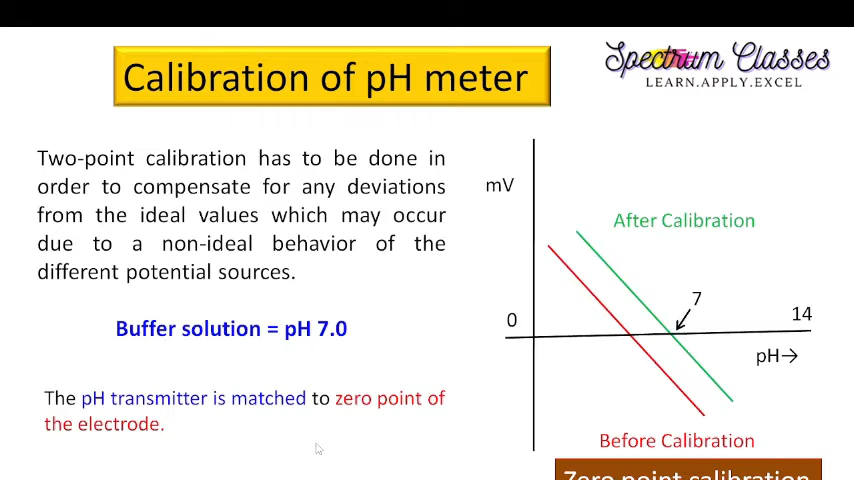 Calibration of pH meter
Spectrum Classes
LEARN.APPLY.EXCEL
Two-point calibration has to be done in
order to compensate for any deviations
from the ideal values which may occur
due to a non-ideal behavior of the
different potential sources.
Buffer solution = pH 7.0
The pH transmitter is matched to zero point of
the electrode.
mV
After Calibration
7
0
14
pH→
Before Calibration
Zero point calibration